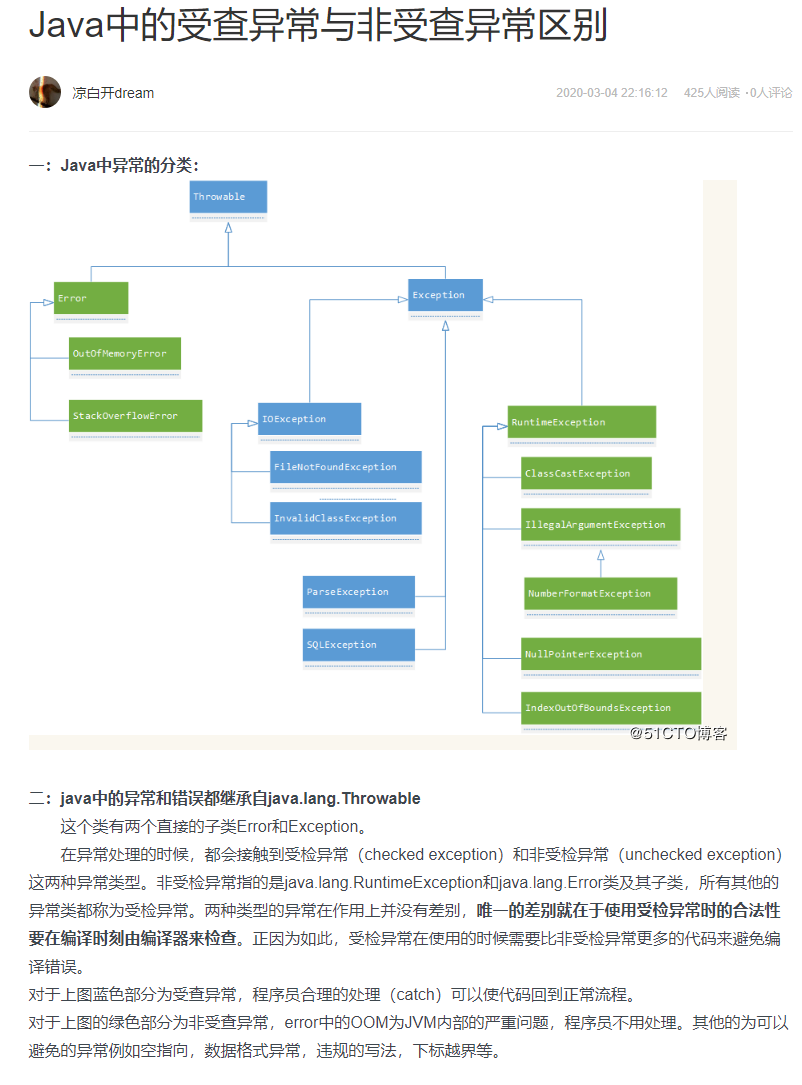 Java中的受查异常与非受查异常区别
凉白开dream
2020-03-04 22:16:12 425人阅读 ·0人评论
一：Java中异常的分类：
Throwable
Error
Exception
OutOfMemoryError
StackOverflowError
IOException
RuntimeException
FileNotFoundException
ClassCastException
InvalidClassException
IllegalArgumentException
ParseException
NumberFormatException
SQLException
NullPointerException
IndexOutOfBoundsException
@51CTO博客
二：java中的异常和错误都继承自java.lang.Throwable
这个类有两个直接的子类Error和Exception。
在异常处理的时候，都会接触到受检异常（checked exception）和非受检异常（unchecked exception）
这两种异常类型。非受检异常指的是java.lang.RuntimeException和java.lang.Error类及其子类，所有其他的
异常类都称为受检异常。两种类型的异常在作用上并没有差别，唯一的差别就在于使用受检异常时的合法性
要在编译时刻由编译器来检查。正因为如此，受检异常在使用的时候需要比非受检异常更多的代码来避免编
译错误。
对于上图蓝色部分为受查异常，程序员合理的处理（catch）可以使代码回到正常流程。
对于上图的绿色部分为非受查异常，error中的OOM为JVM内部的严重问题，程序员不用处理。其他的为可以
避免的异常例如空指向，数据格式异常，违规的写法，下标越界等。